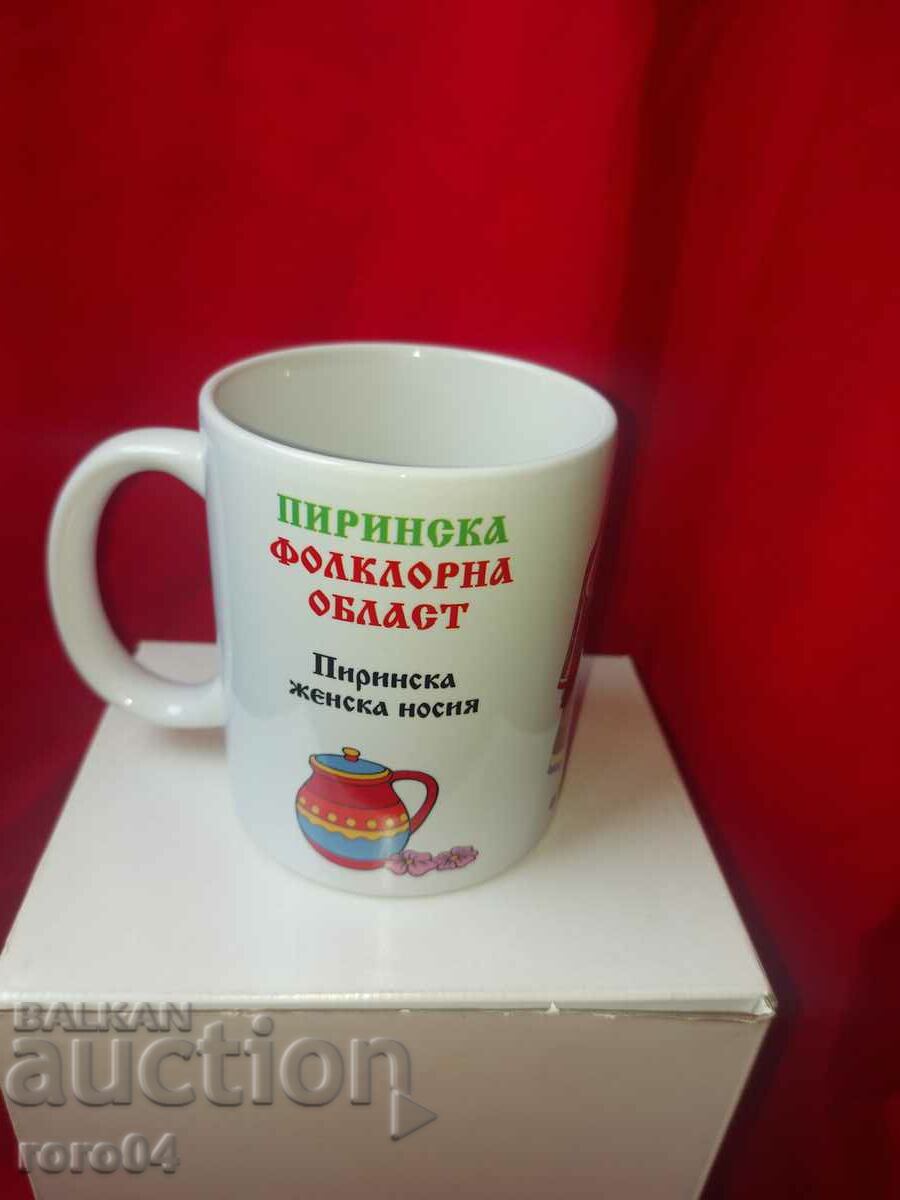 ПИРИНСКА
ФОЛКЛОРНА
ОБЛАСТ
Пиринска
женска носия
BALKAN
auction
roro04